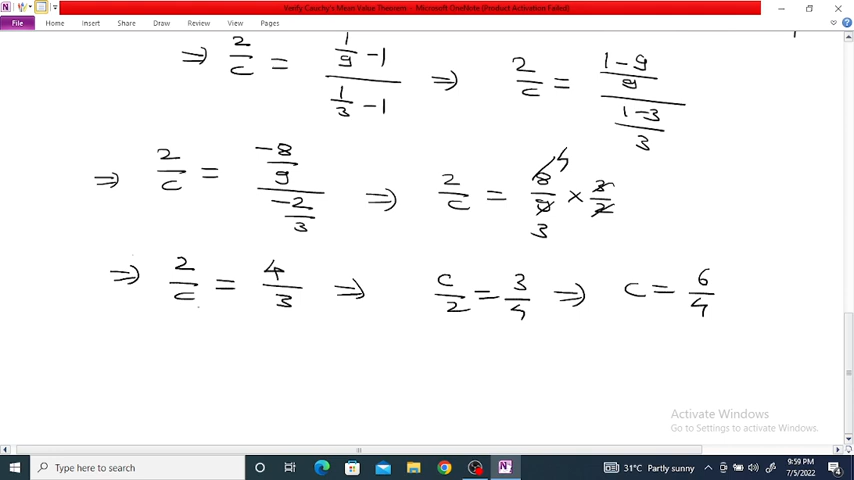 Verify Cauchy's Mean Value Theorem - Microsoft OneNote (Product Activation Failed)
File Home Insert Share Draw History Review View Pages
⇒ 2/c = (1/9 - 1)/(1/3 - 1) ⇒ 2/c = ((1-9)/9)/((1-3)/3)
⇒ 2/c = (-8/9)/(-2/3) ⇒ 2/c = 8/9 × 3/2 4 3
⇒ 2/c = 4/3 ⇒ c/2 = 3/4 ⇒ c = 6/4
Activate Windows
Go to Settings to activate Windows.
Type here to search
31°C Partly sunny
9:59 PM
7/5/2022